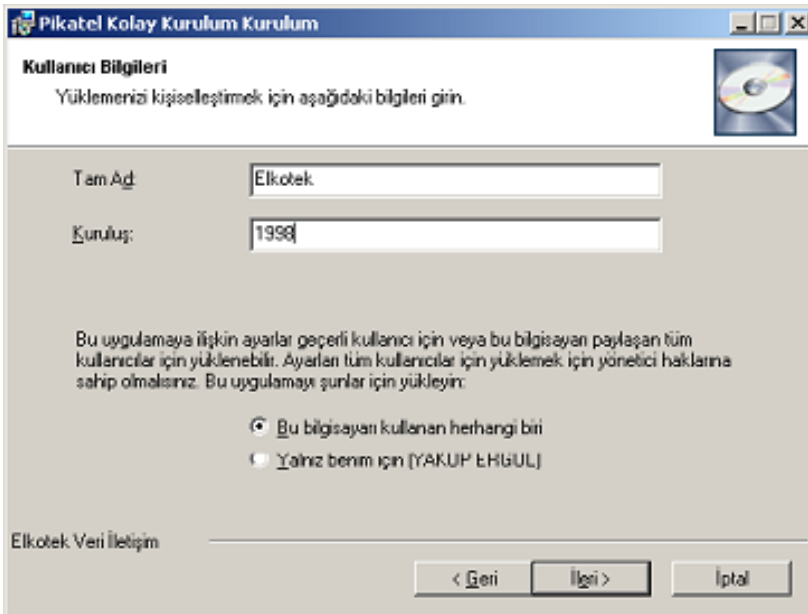 Pikatel Kolay Kurulum Kurulum
Kullanıcı Bilgileri
Yüklemenizi kişiselleştirmek için aşağıdaki bilgileri girin.
Tam Ad: Elkotek
Kuruluş: 1998
Bu uygulamaya ilişkin ayarlar geçerli kullanıcı için veya bu bilgisayarı paylaşan tüm
kullanıcılar için yüklenebilir. Ayarları tüm kullanıcılar için yüklemek için yönetici haklarına
sahip olmalısınız. Bu uygulamayı şunlar için yükleyin:
Bu bilgisayarı kullanan herhangi biri
Yalnız benim için (YAKUP ERGUL)
Elkotek Veri İletişim
< Geri İleri > İptal